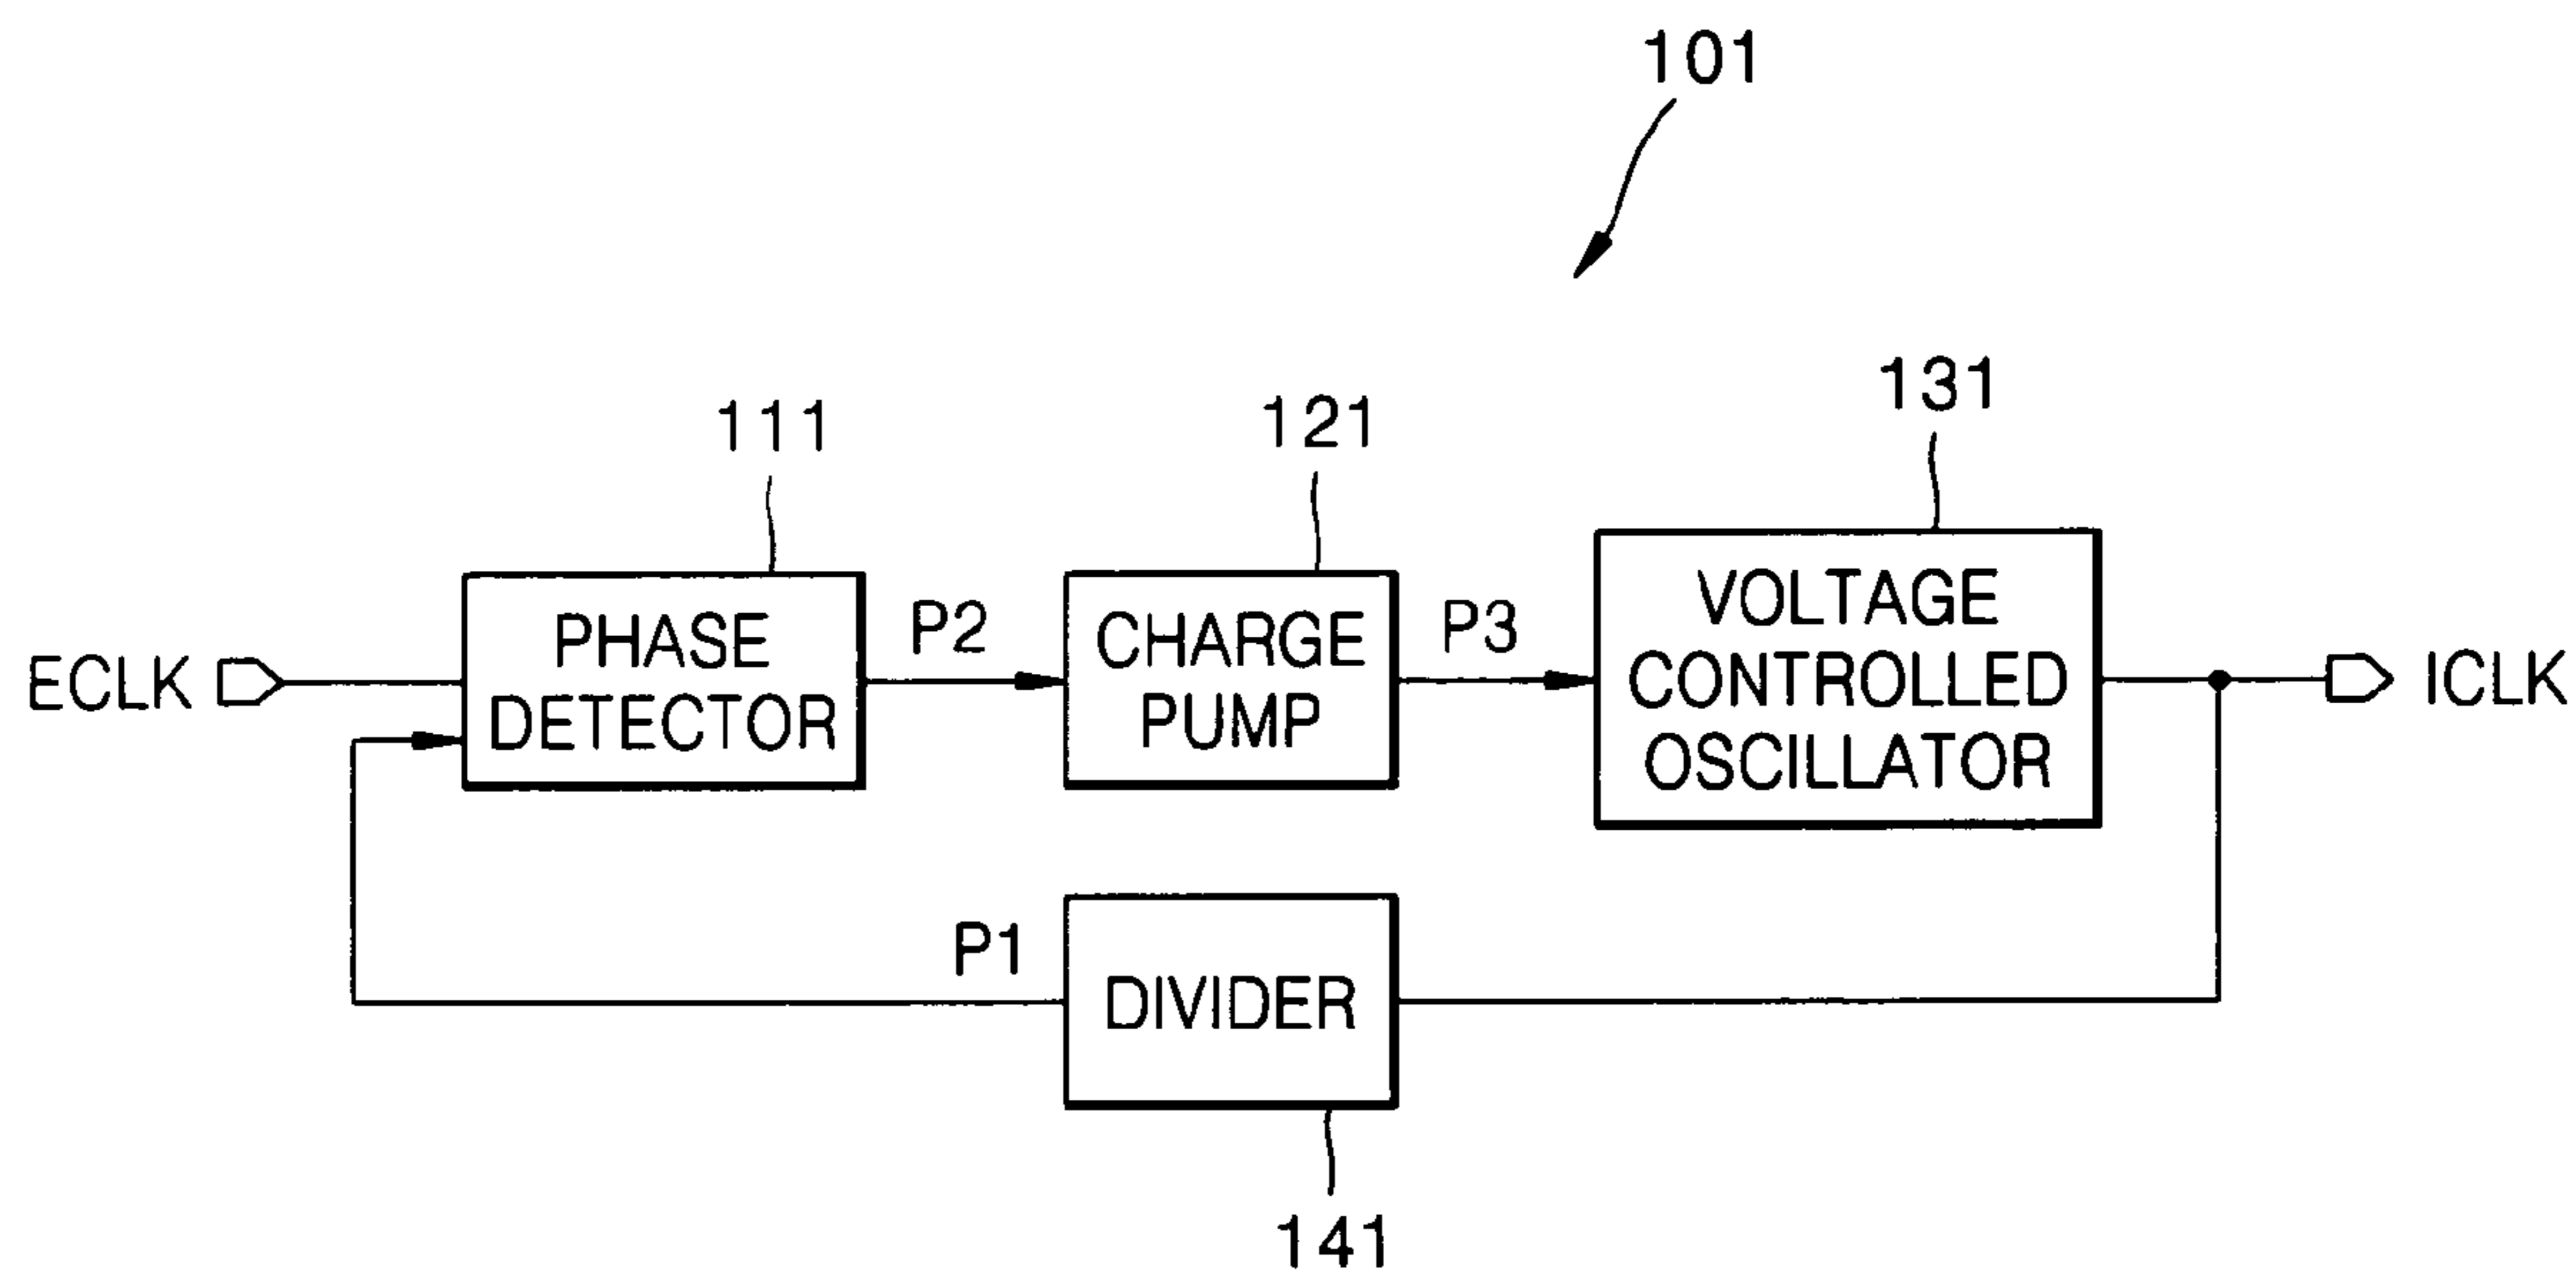 101
131
121
111
VOLTAGE
CONTROLLED
OSCILLATOR
PHASE
DETECTOR
P2
CHARGE
PUMP
P3
ECLK
ICLK
P1
DIVIDER
141